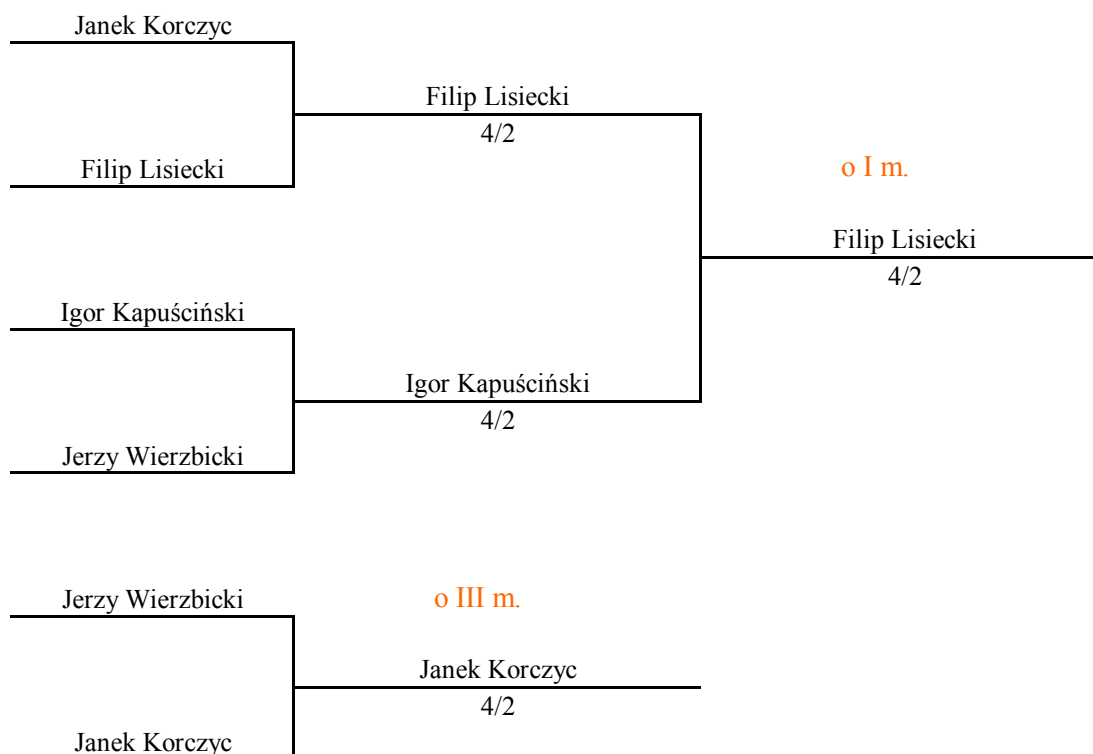 Janek Korczyc
Filip Lisiecki
4/2
Filip Lisiecki
o I m.
Filip Lisiecki
4/2
Igor Kapuściński
Igor Kapuściński
4/2
Jerzy Wierzbicki
Jerzy Wierzbicki
o III m.
Janek Korczyc
4/2
Janek Korczyc